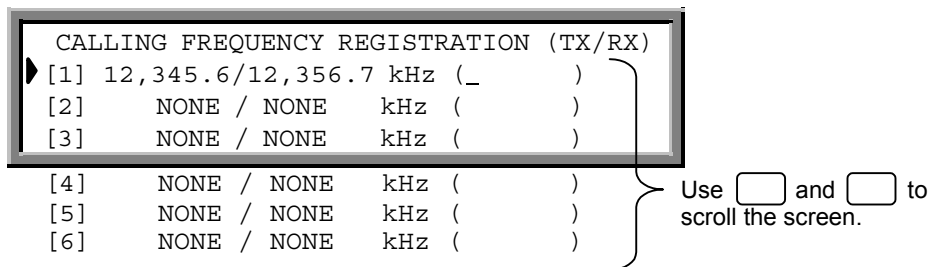 CALLING FREQUENCY REGISTRATION (TX/RX)
[1] 12,345.6/12,356.7 kHz (_ )
[2] NONE / NONE kHz ( )
[3] NONE / NONE kHz ( )
[4] NONE / NONE kHz ( )
[5] NONE / NONE kHz ( )
[6] NONE / NONE kHz ( )
Use and to
scroll the screen.